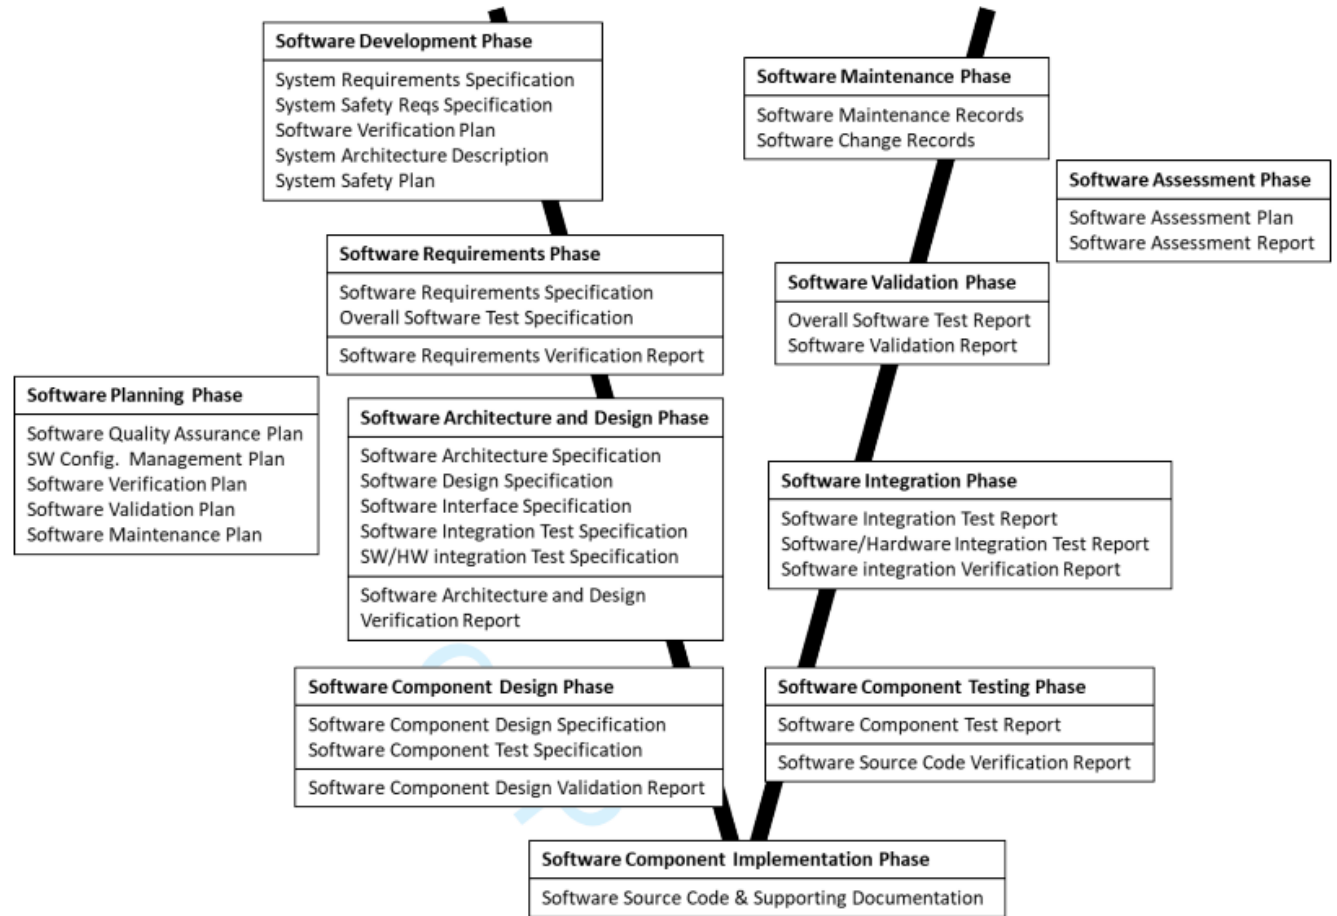 Software Development Phase
System Requirements Specification
System Safety Reqs Specification
Software Verification Plan
System Architecture Description
System Safety Plan
Software Maintenance Phase
Software Maintenance Records
Software Change Records
Software Assessment Phase
Software Assessment Plan
Software Assessment Report
Software Requirements Phase
Software Requirements Specification
Overall Software Test Specification
Software Requirements Verification Report
Software Validation Phase
Overall Software Test Report
Software Validation Report
Software Planning Phase
Software Quality Assurance Plan
SW Config. Management Plan
Software Verification Plan
Software Validation Plan
Software Maintenance Plan
Software Architecture and Design Phase
Software Architecture Specification
Software Design Specification
Software Interface Specification
Software Integration Test Specification
SW/HW integration Test Specification
Software Architecture and Design
Verification Report
Software Integration Phase
Software Integration Test Report
Software/Hardware Integration Test Report
Software integration Verification Report
Software Component Design Phase
Software Component Design Specification
Software Component Test Specification
Software Component Design Validation Report
Software Component Testing Phase
Software Component Test Report
Software Source Code Verification Report
Software Component Implementation Phase
Software Source Code & Supporting Documentation